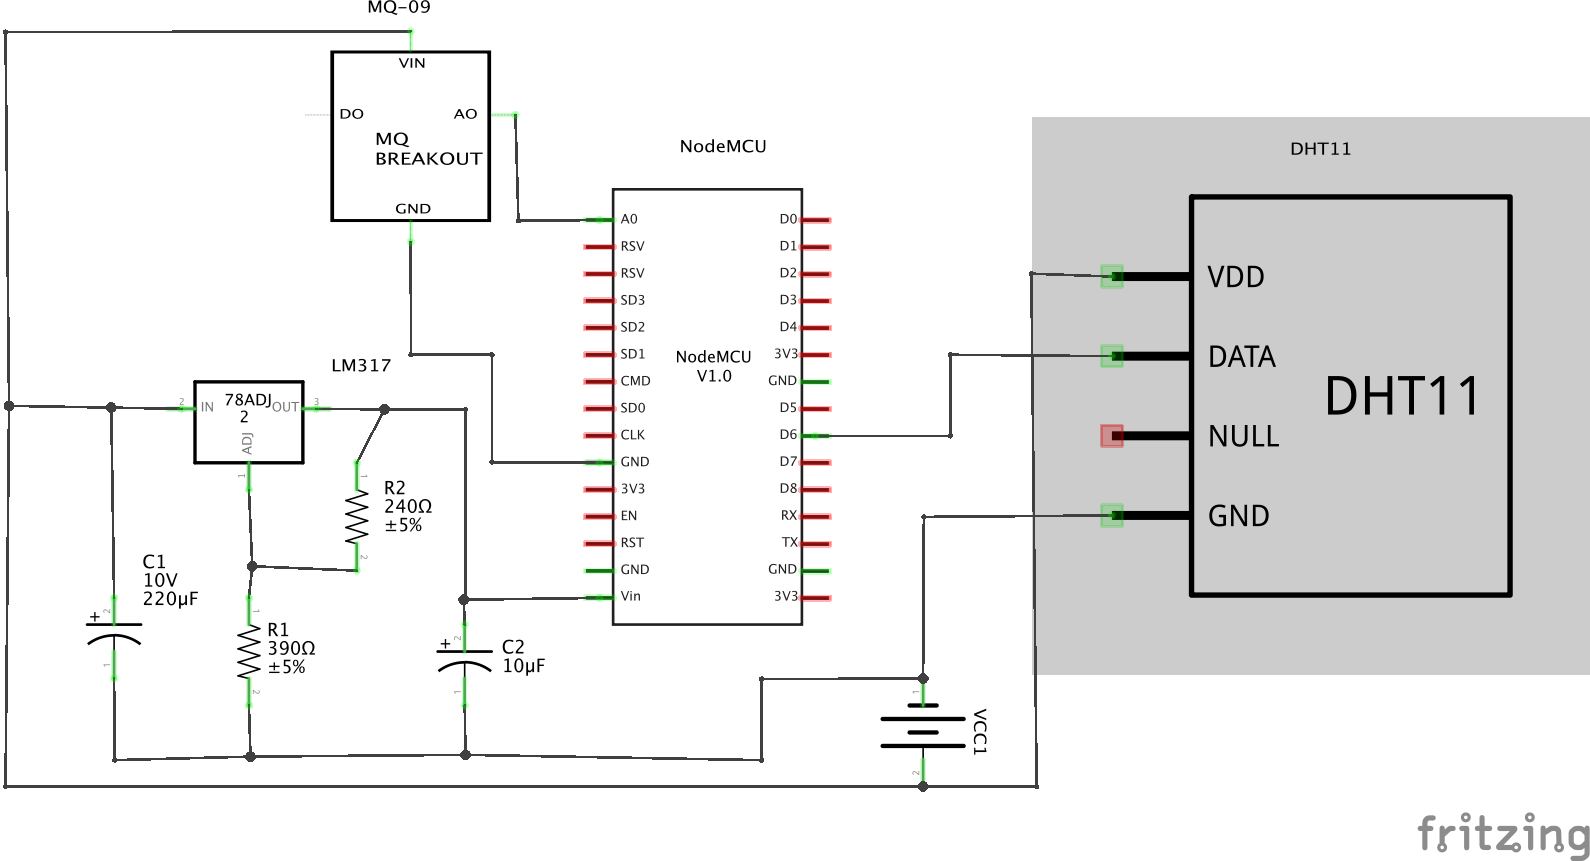 MQ-09
VIN
DO
AO
MQ
BREAKOUT
GND
NodeMCU
A0
RSV
RSV
SD3
SD2
SD1
CMD
SD0
CLK
GND
3V3
EN
RST
GND
Vin
NodeMCU
V1.0
D0
D1
D2
D3
D4
3V3
GND
D5
D6
D7
D8
RX
TX
GND
3V3
DHT11
VDD
DATA
NULL
GND
DHT11
LM317
2
IN
78ADJ
2
OUT
3
ADJ
1
1
R2
240Ω
±5%
2
C1
10V
220µF
+
2
1
1
R1
390Ω
±5%
2
+
2
C2
10µF
1
1
VCC1
2
fritzing